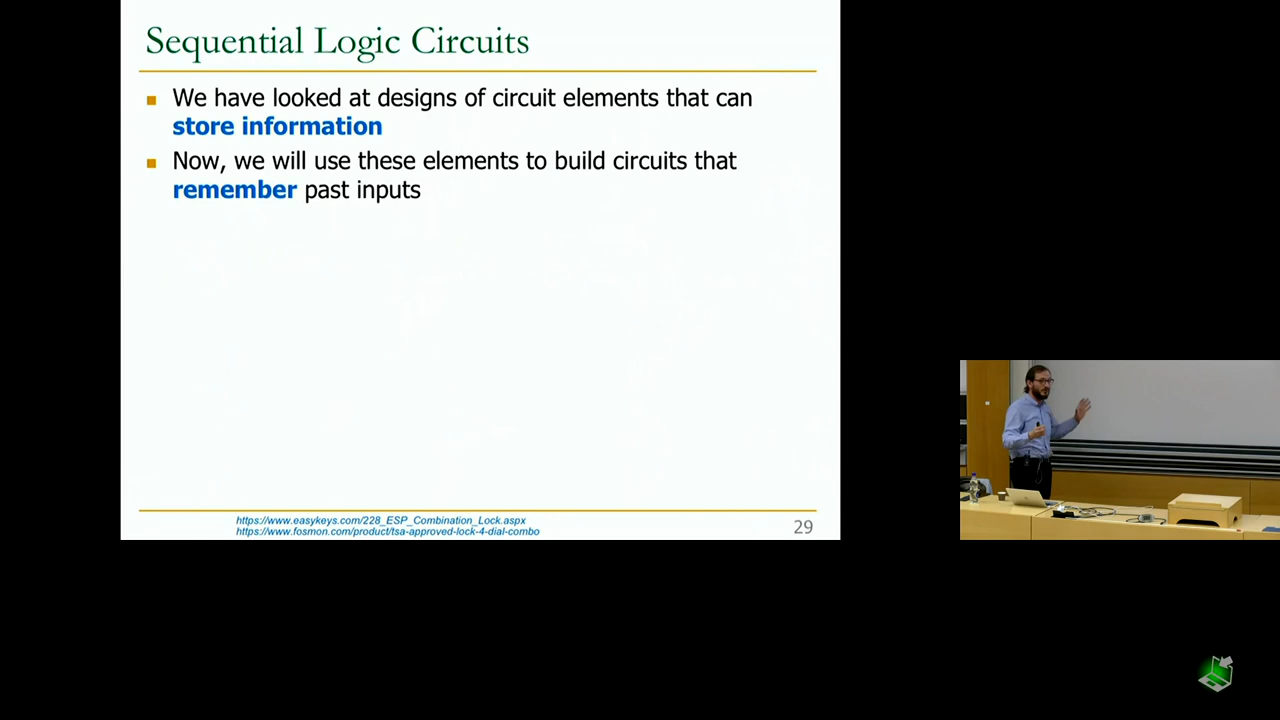 Sequential Logic Circuits
We have looked at designs of circuit elements that can
store information
Now, we will use these elements to build circuits that
remember past inputs
https://www.easykeys.com/228_ESP_Combination_Lock.aspx
https://www.fosmon.com/product/tsa-approved-lock-4-dial-combo
29